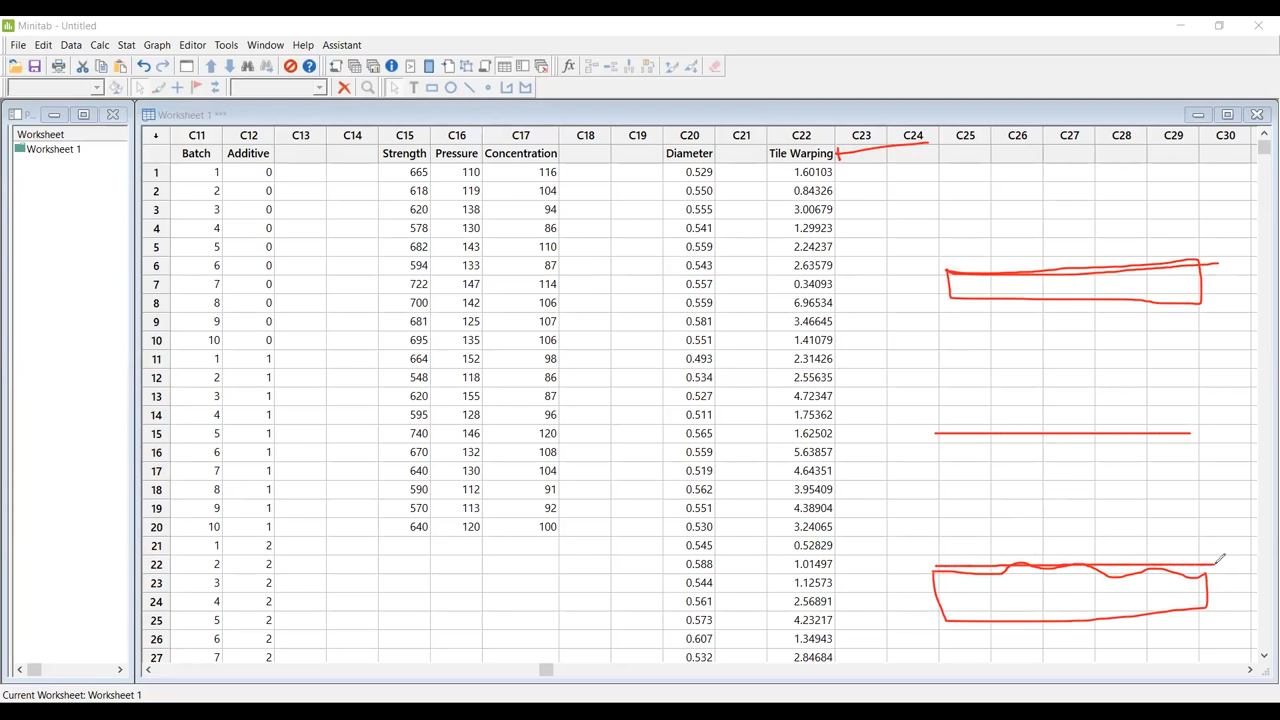 Minitab - Untitled
File Edit Data Calc Stat Graph Editor Tools Window Help Assistant
P... Worksheet 1 ***
Worksheet
Worksheet 1
C11 C12 C13 C14 C15 C16 C17 C18 C19 C20 C21 C22 C23 C24 C25 C26 C27 C28 C29 C30
Batch Additive Strength Pressure Concentration Diameter Tile Warping
1 1 0 665 110 116 0.529 1.60103
2 2 0 618 119 104 0.550 0.84326
3 3 0 620 138 94 0.555 3.00679
4 4 0 578 130 86 0.541 1.29923
5 5 0 682 143 110 0.559 2.24237
6 6 0 594 133 87 0.543 2.63579
7 7 0 722 147 114 0.557 0.34093
8 8 0 700 142 106 0.559 6.96534
9 9 0 681 125 107 0.581 3.46645
10 10 0 695 135 106 0.551 1.41079
11 1 1 664 152 98 0.493 2.31426
12 2 1 548 118 86 0.534 2.55635
13 3 1 620 155 87 0.527 4.72347
14 4 1 595 128 96 0.511 1.75362
15 5 1 740 146 120 0.565 1.62502
16 6 1 670 132 108 0.559 5.63857
17 7 1 640 130 104 0.519 4.64351
18 8 1 590 112 91 0.562 3.95409
19 9 1 570 113 92 0.551 4.38904
20 10 1 640 120 100 0.530 3.24065
21 1 2 0.545 0.52829
22 2 2 0.588 1.01497
23 3 2 0.544 1.12573
24 4 2 0.561 2.56891
25 5 2 0.573 4.23217
26 6 2 0.607 1.34943
27 7 2 0.532 2.84684
Current Worksheet: Worksheet 1